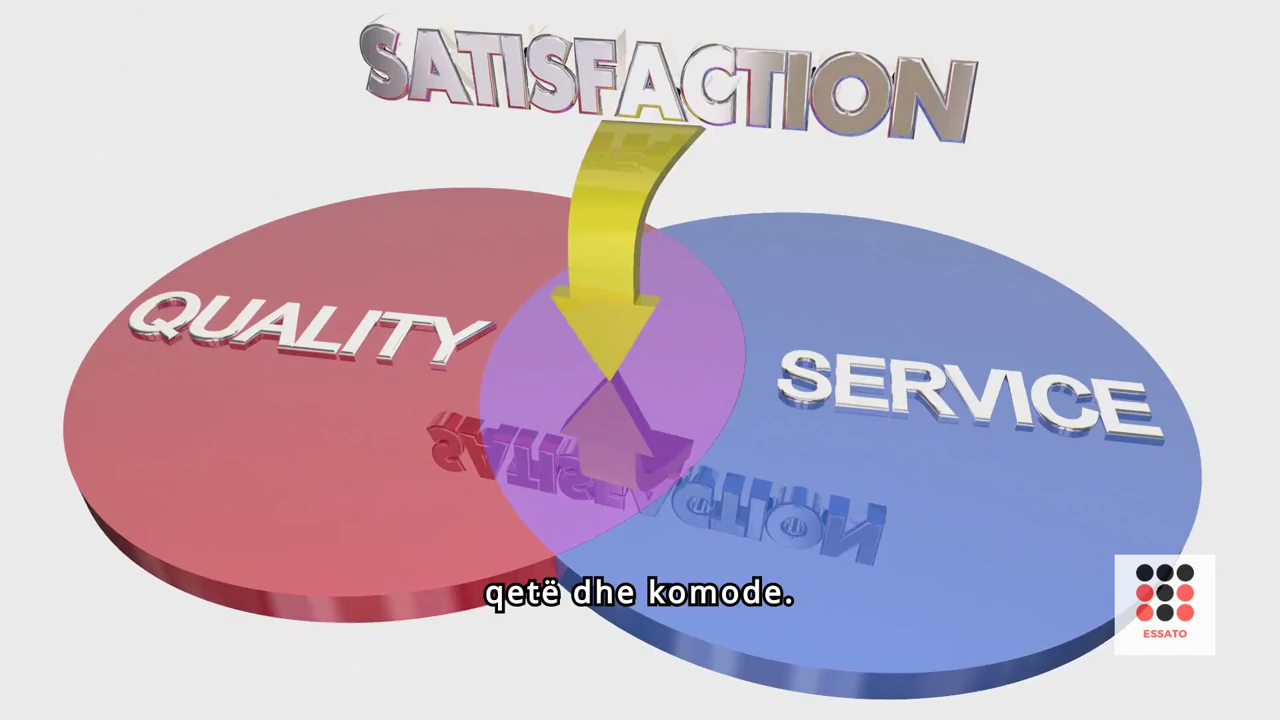 SATISFACTION
QUALITY
SERVICE
qetë dhe komode.
ESSATO